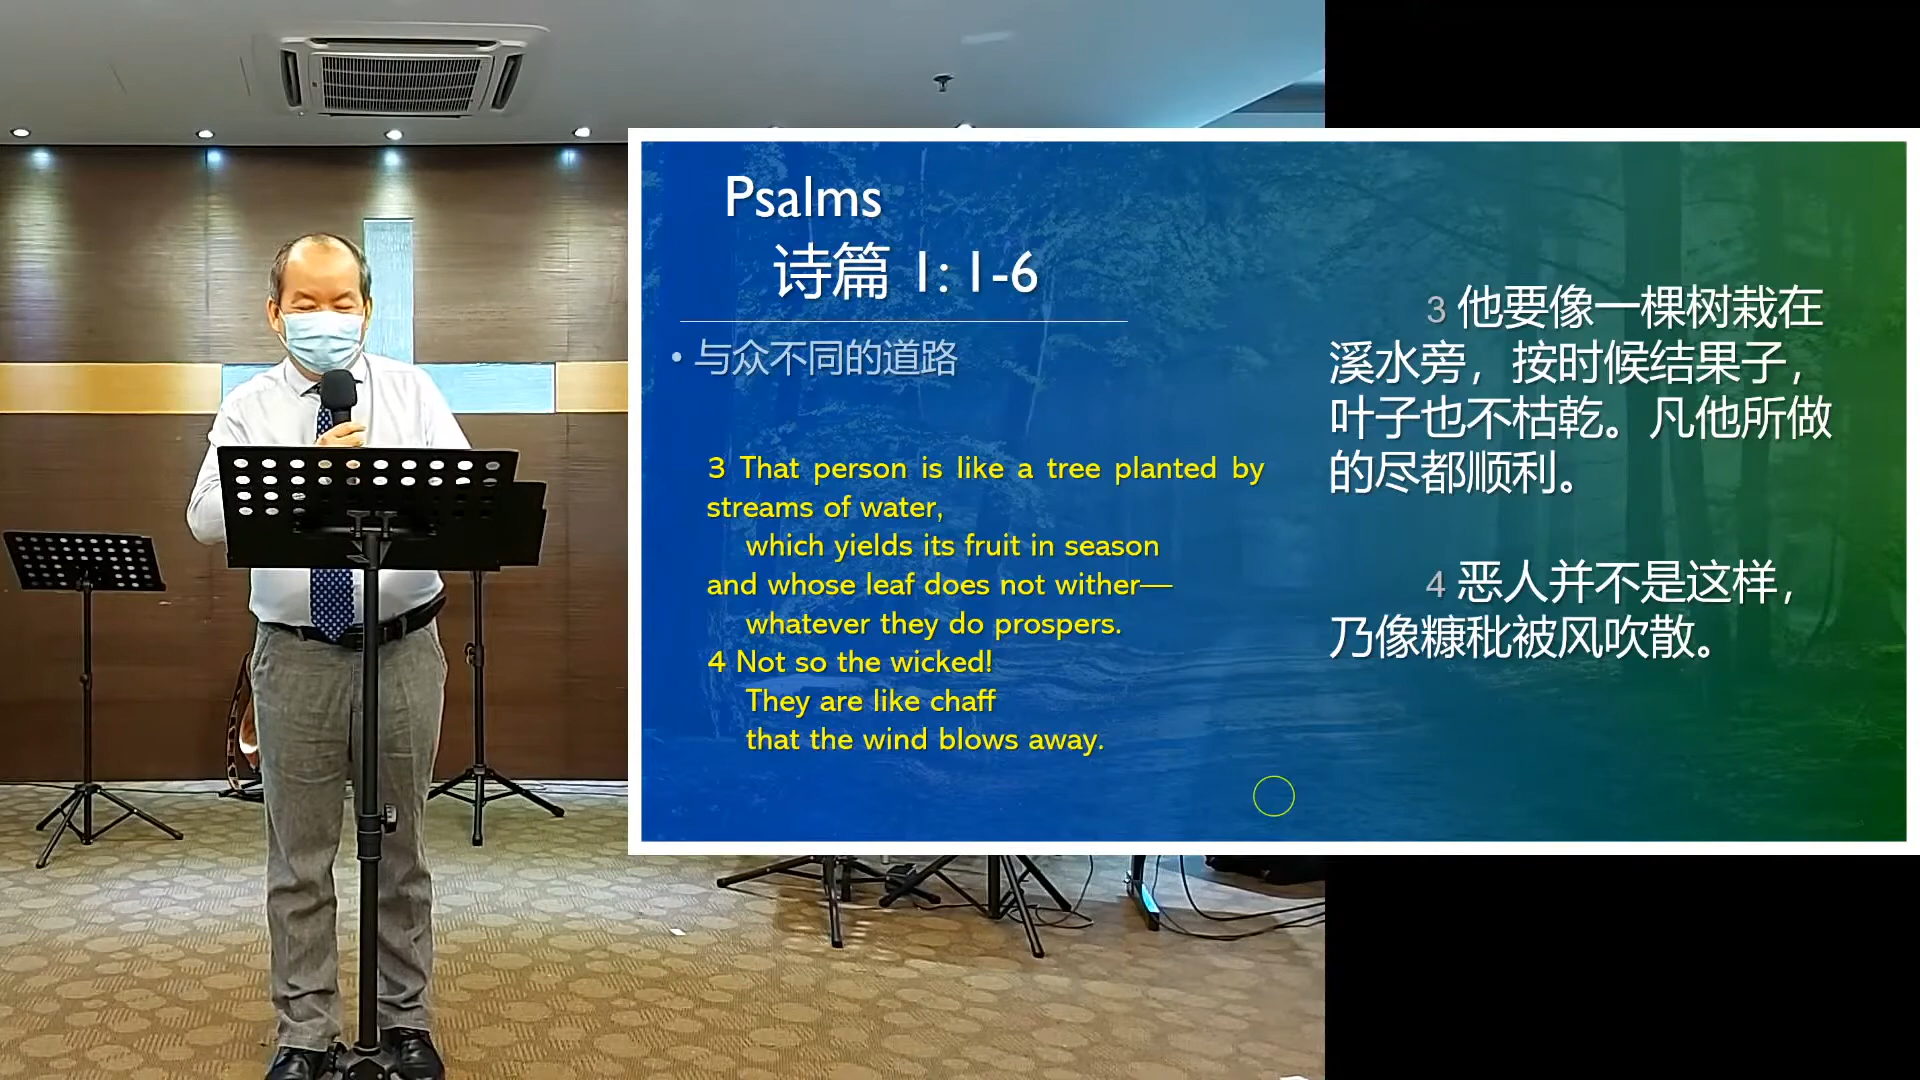 Psalms
诗篇 1: 1-6
• 与众不同的道路
3 That person is like a tree planted by
streams of water,
which yields its fruit in season
and whose leaf does not wither—
whatever they do prospers.
4 Not so the wicked!
They are like chaff
that the wind blows away.
3 他要像一棵树栽在
溪水旁，按时候结果子，
叶子也不枯乾。凡他所做
的尽都顺利。
4 恶人并不是这样，
乃像糠秕被风吹散。